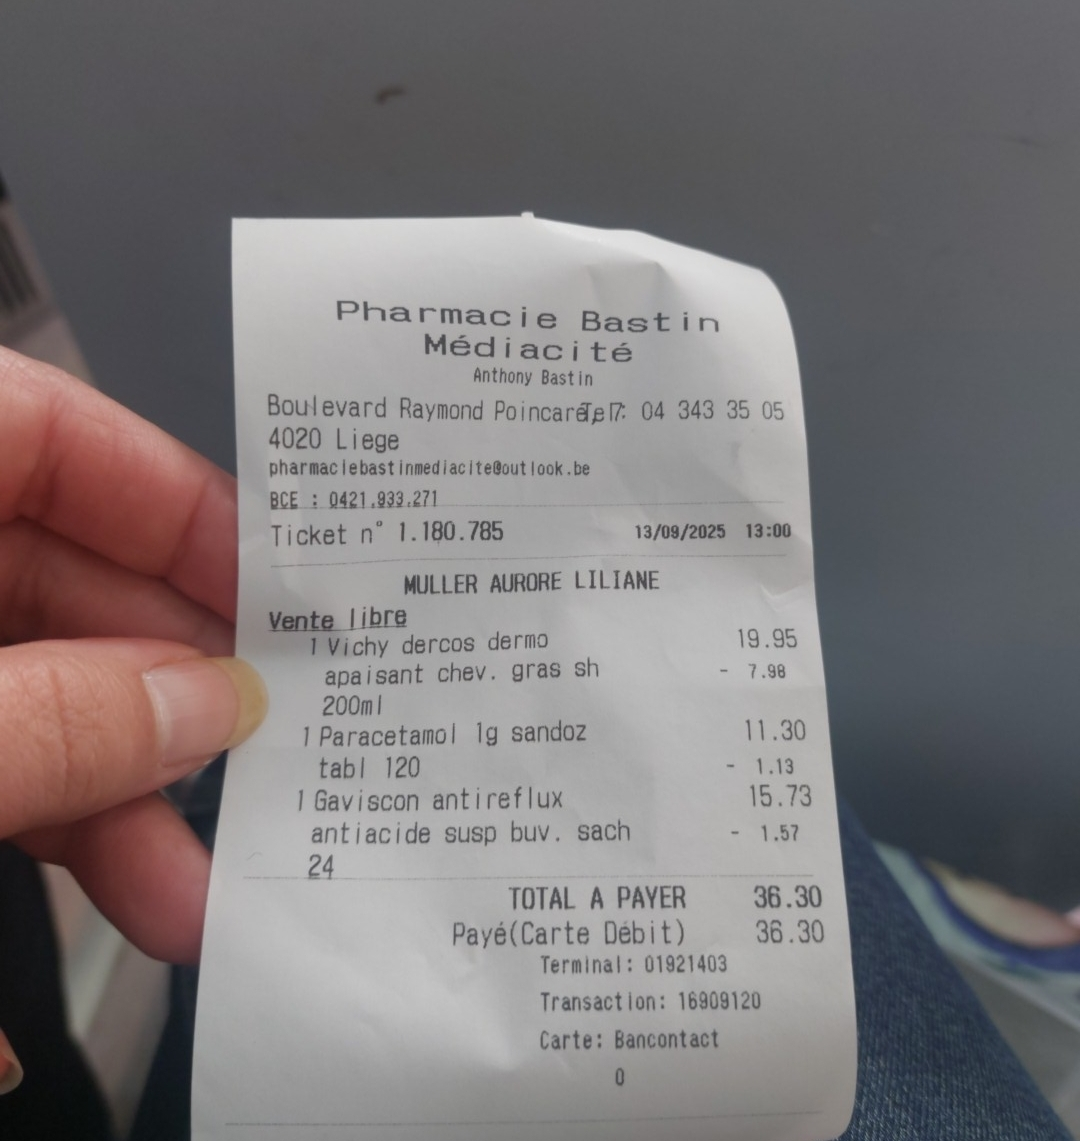 Pharmacie Bastin
Médiacité
Anthony Bastin
Boulevard Raymond Poincaré, 7 Tel : 04 343 35 05
4020 Liege
pharmaciebastinmediacite@outlook.be
BCE : 0421.933.271
Ticket n° 1.180.785 13/09/2025 13:00
MULLER AURORE LILIANE
Vente libre
1 Vichy dercos dermo 19.95
apaisant chev. gras sh - 7.98
200ml
1 Paracetamol 1g sandoz 11.30
tabl 120 - 1.13
1 Gaviscon antireflux 15.73
antiacide susp buv. sach - 1.57
24
TOTAL A PAYER 36.30
Payé(Carte Débit) 36.30
Terminal: 01921403
Transaction: 16909120
Carte: Bancontact
0